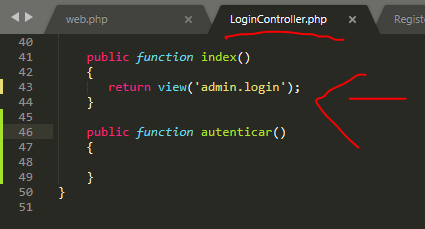 web.php × LoginController.php × Registe
40
41 public function index()
42 {
43 return view('admin.login');
44 }
45
46 public function autenticar()
47 {
48
49 }
50 }
51